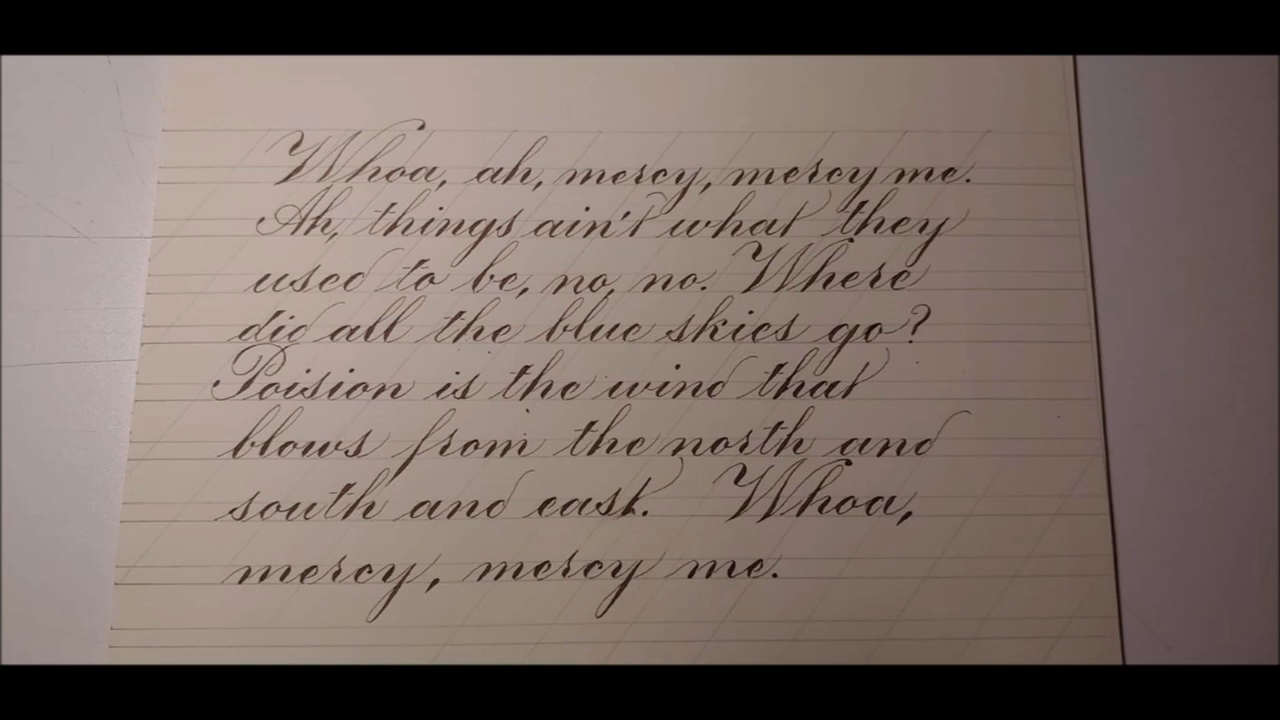 Whoa, ah, mercy, mercy me.
Ah, things ain't what they
used to be, no, no. Where
did all the blue skies go?
Poision is the wind that
blows from the north and
south and east. Whoa,
mercy, mercy me.